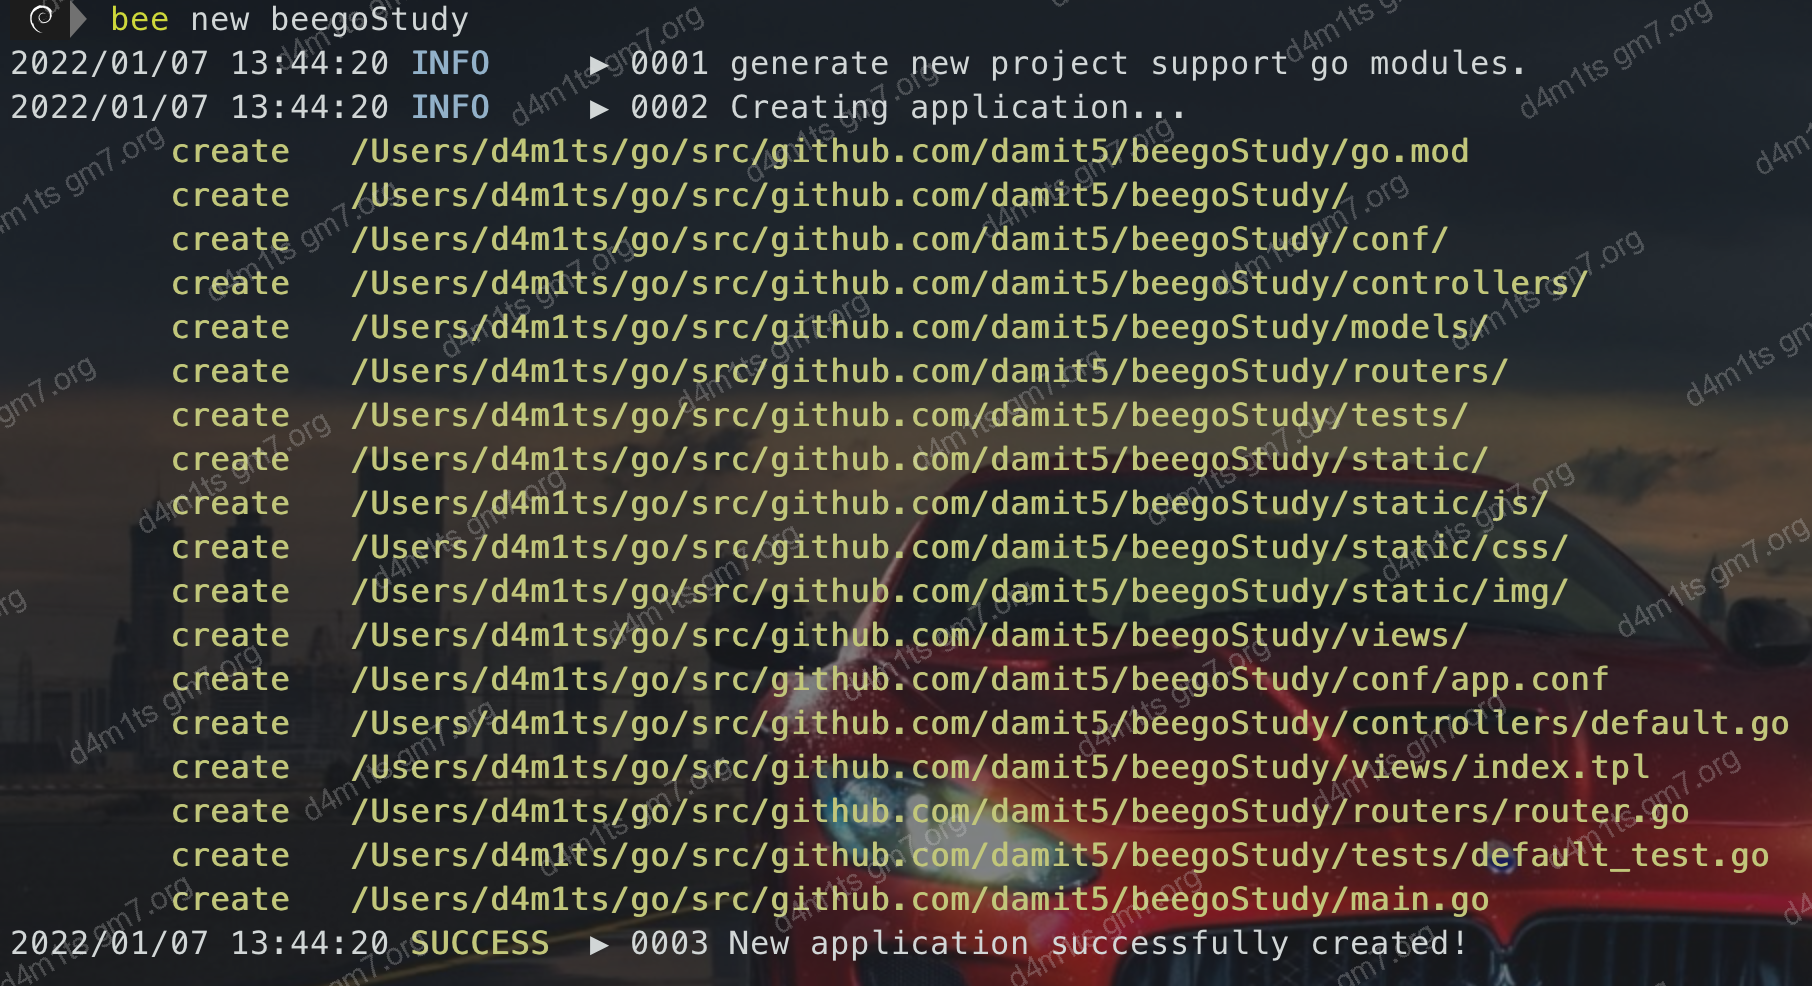 bee new beegoStudy
2022/01/07 13:44:20 INFO     ▶ 0001 generate new project support go modules.
2022/01/07 13:44:20 INFO     ▶ 0002 Creating application...
        create   /Users/d4m1ts/go/src/github.com/damit5/beegoStudy/go.mod
        create   /Users/d4m1ts/go/src/github.com/damit5/beegoStudy/
        create   /Users/d4m1ts/go/src/github.com/damit5/beegoStudy/conf/
        create   /Users/d4m1ts/go/src/github.com/damit5/beegoStudy/controllers/
        create   /Users/d4m1ts/go/src/github.com/damit5/beegoStudy/models/
        create   /Users/d4m1ts/go/src/github.com/damit5/beegoStudy/routers/
        create   /Users/d4m1ts/go/src/github.com/damit5/beegoStudy/tests/
        create   /Users/d4m1ts/go/src/github.com/damit5/beegoStudy/static/
        create   /Users/d4m1ts/go/src/github.com/damit5/beegoStudy/static/js/
        create   /Users/d4m1ts/go/src/github.com/damit5/beegoStudy/static/css/
        create   /Users/d4m1ts/go/src/github.com/damit5/beegoStudy/static/img/
        create   /Users/d4m1ts/go/src/github.com/damit5/beegoStudy/views/
        create   /Users/d4m1ts/go/src/github.com/damit5/beegoStudy/conf/app.conf
        create   /Users/d4m1ts/go/src/github.com/damit5/beegoStudy/controllers/default.go
        create   /Users/d4m1ts/go/src/github.com/damit5/beegoStudy/views/index.tpl
        create   /Users/d4m1ts/go/src/github.com/damit5/beegoStudy/routers/router.go
        create   /Users/d4m1ts/go/src/github.com/damit5/beegoStudy/tests/default_test.go
        create   /Users/d4m1ts/go/src/github.com/damit5/beegoStudy/main.go
2022/01/07 13:44:20 SUCCESS  ▶ 0003 New application successfully created!
d4m1ts gm7.org